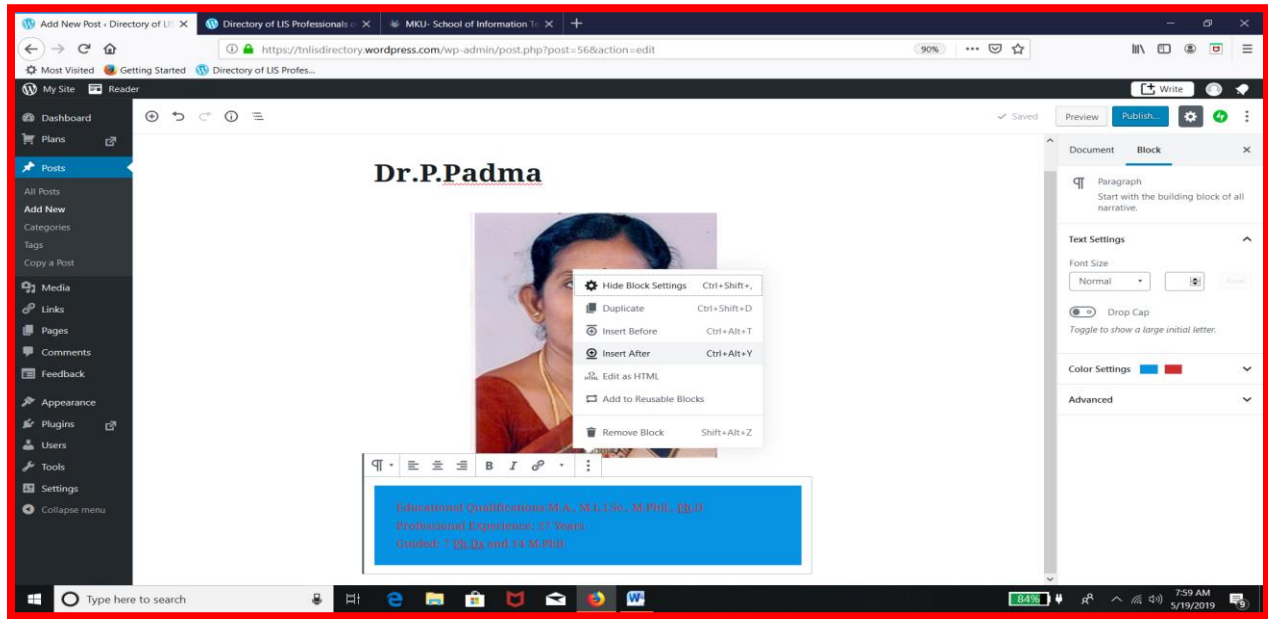 Add New Post ‹ Directory of LIS
Directory of LIS Professionals o
MKU- School of Information Te
https://tnlisdirectory.wordpress.com/wp-admin/post.php?post=56&action=edit
90%
Most Visited
Getting Started
Directory of LIS Profes...
My Site
Reader
Write
Dashboard
Plans
Posts
All Posts
Add New
Categories
Tags
Copy a Post
Media
Links
Pages
Comments
Feedback
Appearance
Plugins
Users
Tools
Settings
Collapse menu
Saved
Preview
Publish...
Dr.P.Padma
Hide Block Settings Ctrl+Shift+,
Duplicate Ctrl+Shift+D
Insert Before Ctrl+Alt+T
Insert After Ctrl+Alt+Y
Edit as HTML
Add to Reusable Blocks
Remove Block Shift+Alt+Z
B I
Educational Qualifications:M.A., M.L.I.Sc., M.Phil., Ph.D
Professional Experience: 27 Years
Guided: 7 Ph.Ds and 14 M.Phil
Document Block
Paragraph
Start with the building block of all
narrative.
Text Settings
Font Size
Normal
Reset
Drop Cap
Toggle to show a large initial letter.
Color Settings
Advanced
Type here to search
84%
7:59 AM
5/19/2019
9